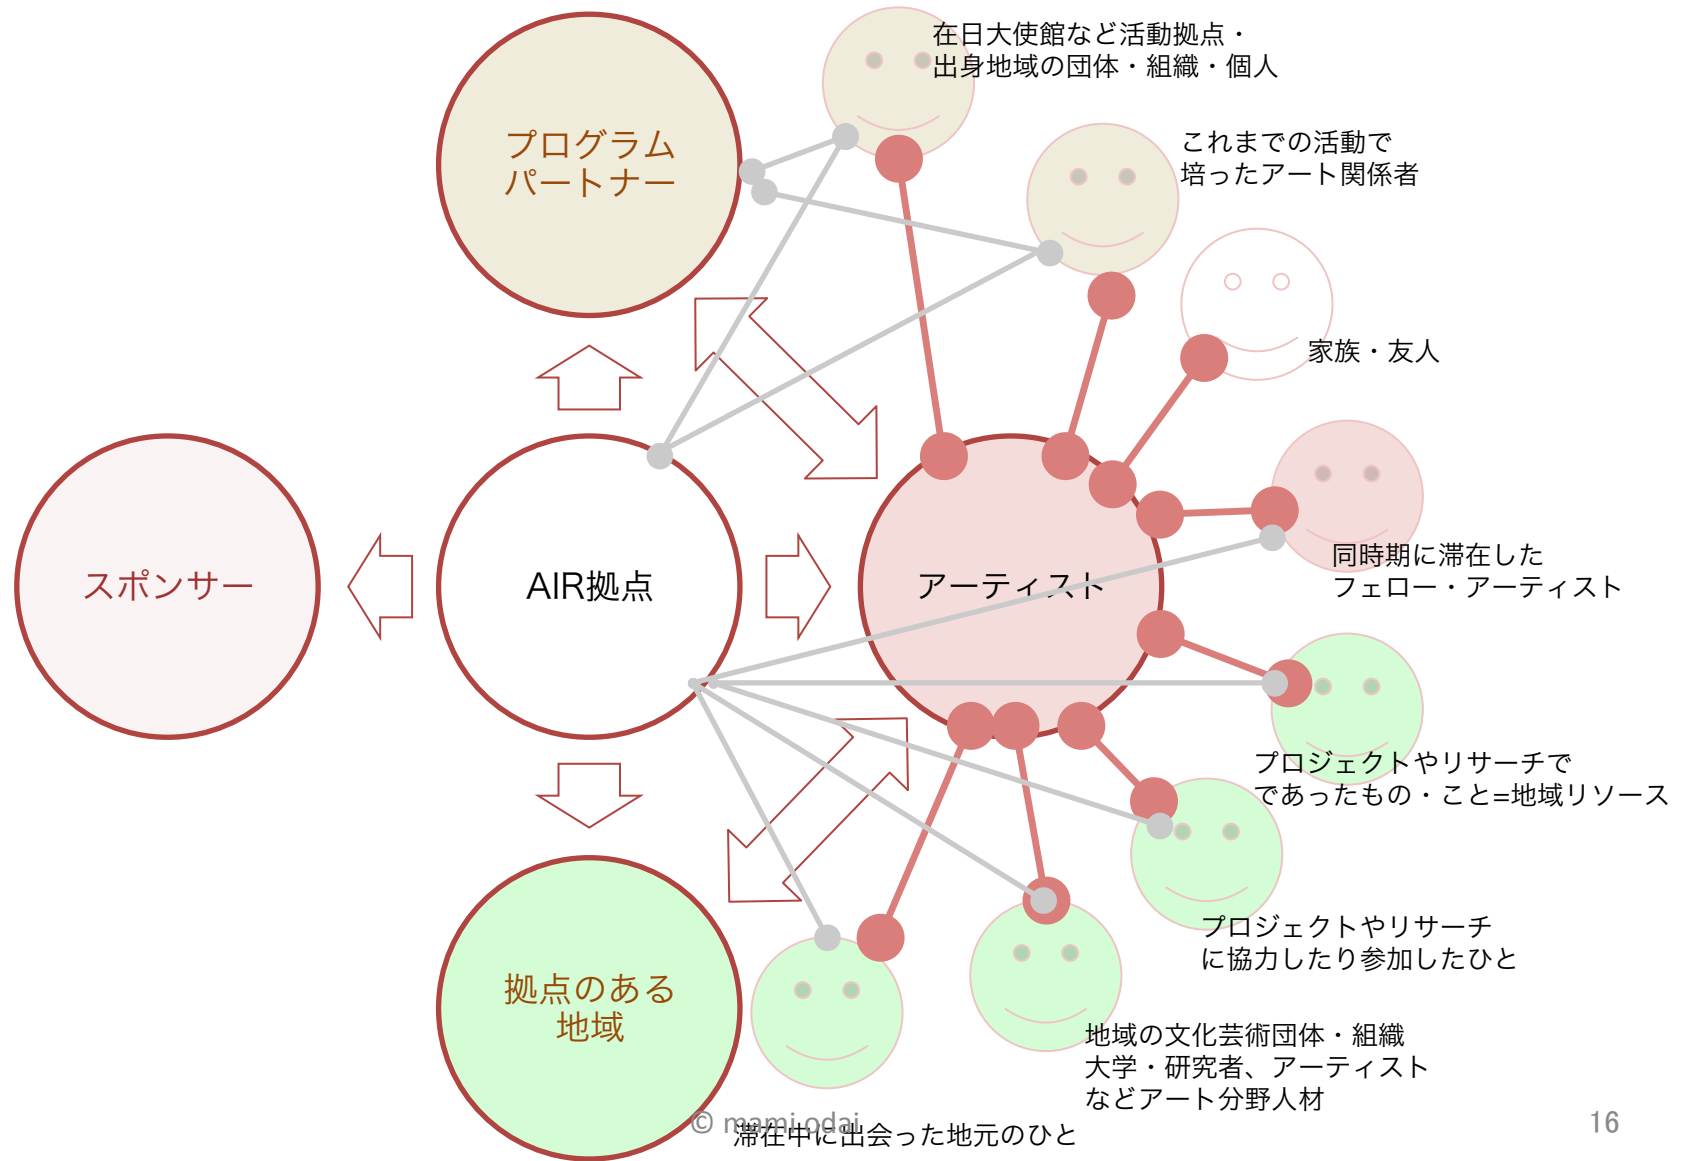 在日大使館など活動拠点・
出身地域の団体・組織・個人
プログラム
パートナー
これまでの活動で
培ったアート関係者
家族・友人
スポンサー
AIR拠点
アーティスト
同時期に滞在した
フェロー・アーティスト
プロジェクトやリサーチで
であったもの・こと=地域リソース
プロジェクトやリサーチ
に協力したり参加したひと
拠点のある
地域
地域の文化芸術団体・組織
大学・研究者、アーティスト
などアート分野人材
滞在中に出会った地元のひと
© mami odai
16